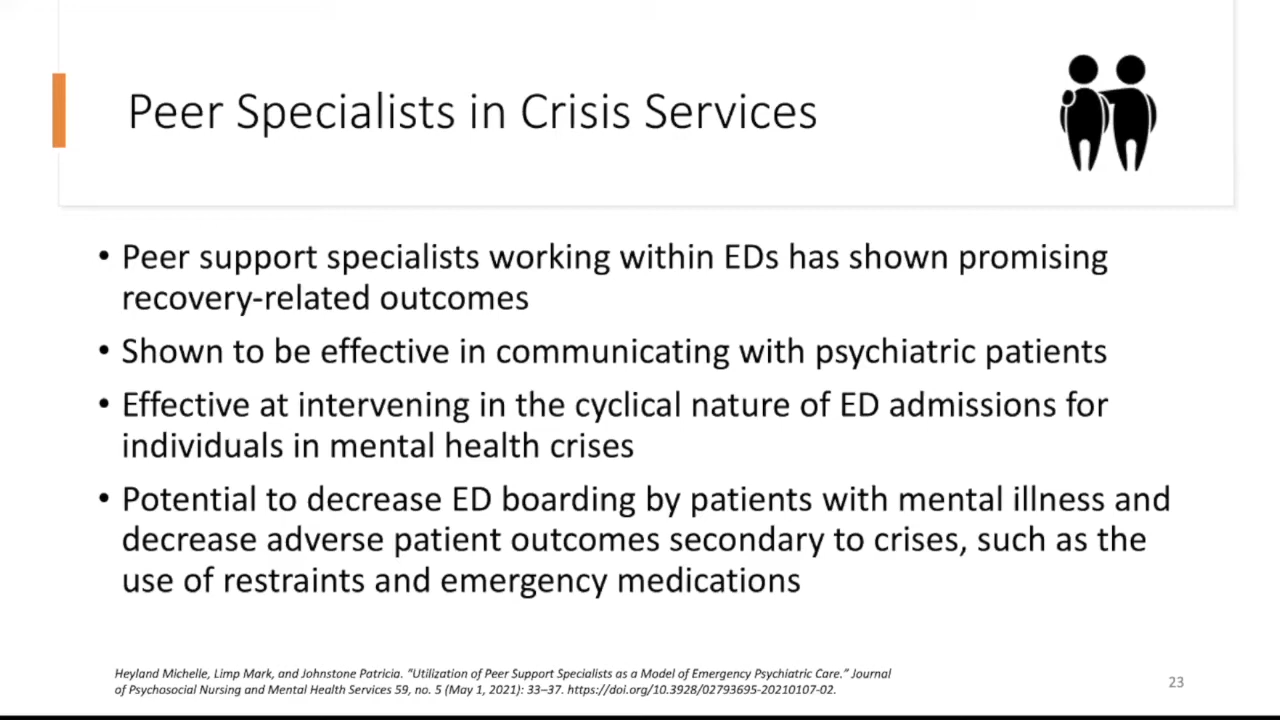 Peer Specialists in Crisis Services
• Peer support specialists working within EDs has shown promising
recovery-related outcomes
• Shown to be effective in communicating with psychiatric patients
• Effective at intervening in the cyclical nature of ED admissions for
individuals in mental health crises
• Potential to decrease ED boarding by patients with mental illness and
decrease adverse patient outcomes secondary to crises, such as the
use of restraints and emergency medications
Heyland Michelle, Limp Mark, and Johnstone Patricia. “Utilization of Peer Support Specialists as a Model of Emergency Psychiatric Care.” Journal
of Psychosocial Nursing and Mental Health Services 59, no. 5 (May 1, 2021): 33–37. https://doi.org/10.3928/02793695-20210107-02.
23